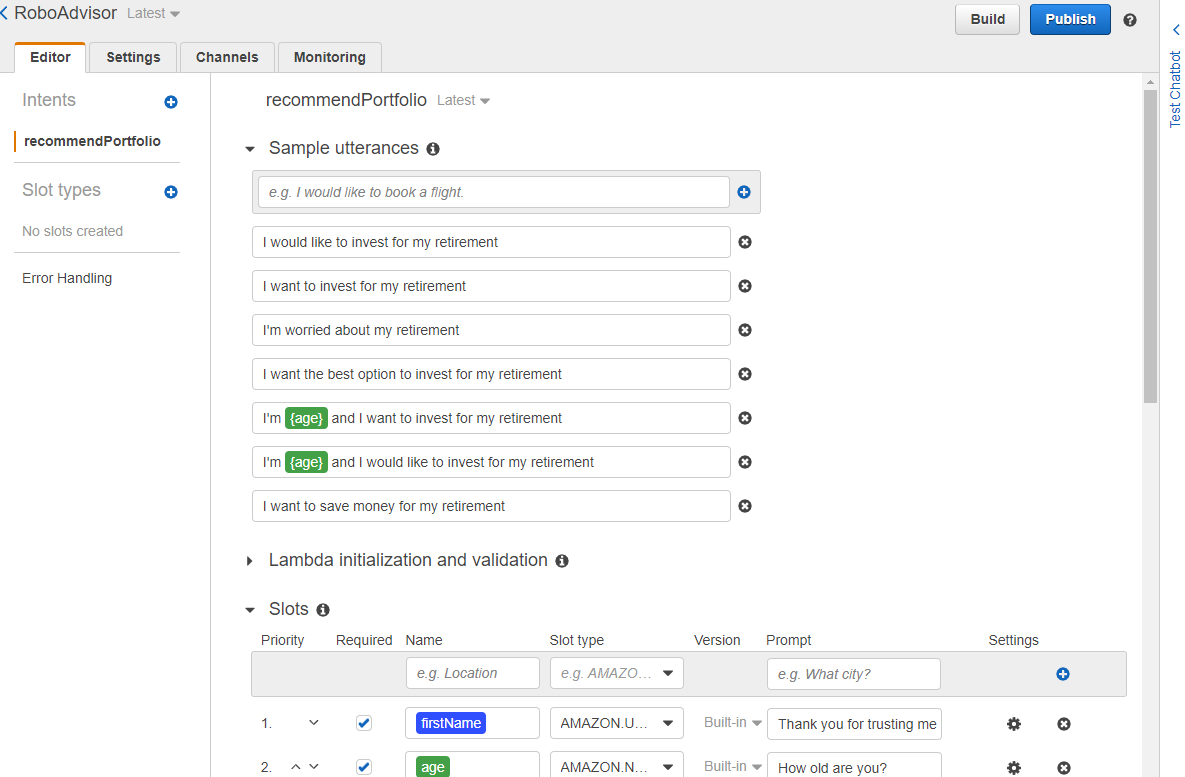 RoboAdvisor Latest
Build Publish
Test Chatbot
Editor Settings Channels Monitoring
Intents
recommendPortfolio
Slot types
No slots created
Error Handling
recommendPortfolio Latest
Sample utterances
e.g. I would like to book a flight.
I would like to invest for my retirement
I want to invest for my retirement
I'm worried about my retirement
I want the best option to invest for my retirement
I'm {age} and I want to invest for my retirement
I'm {age} and I would like to invest for my retirement
I want to save money for my retirement
Lambda initialization and validation
Slots
Priority Required Name Slot type Version Prompt Settings
e.g. Location e.g. AMAZO... e.g. What city?
1. firstName AMAZON.U... Built-in Thank you for trusting me
2. age AMAZON.N... Built-in How old are you?